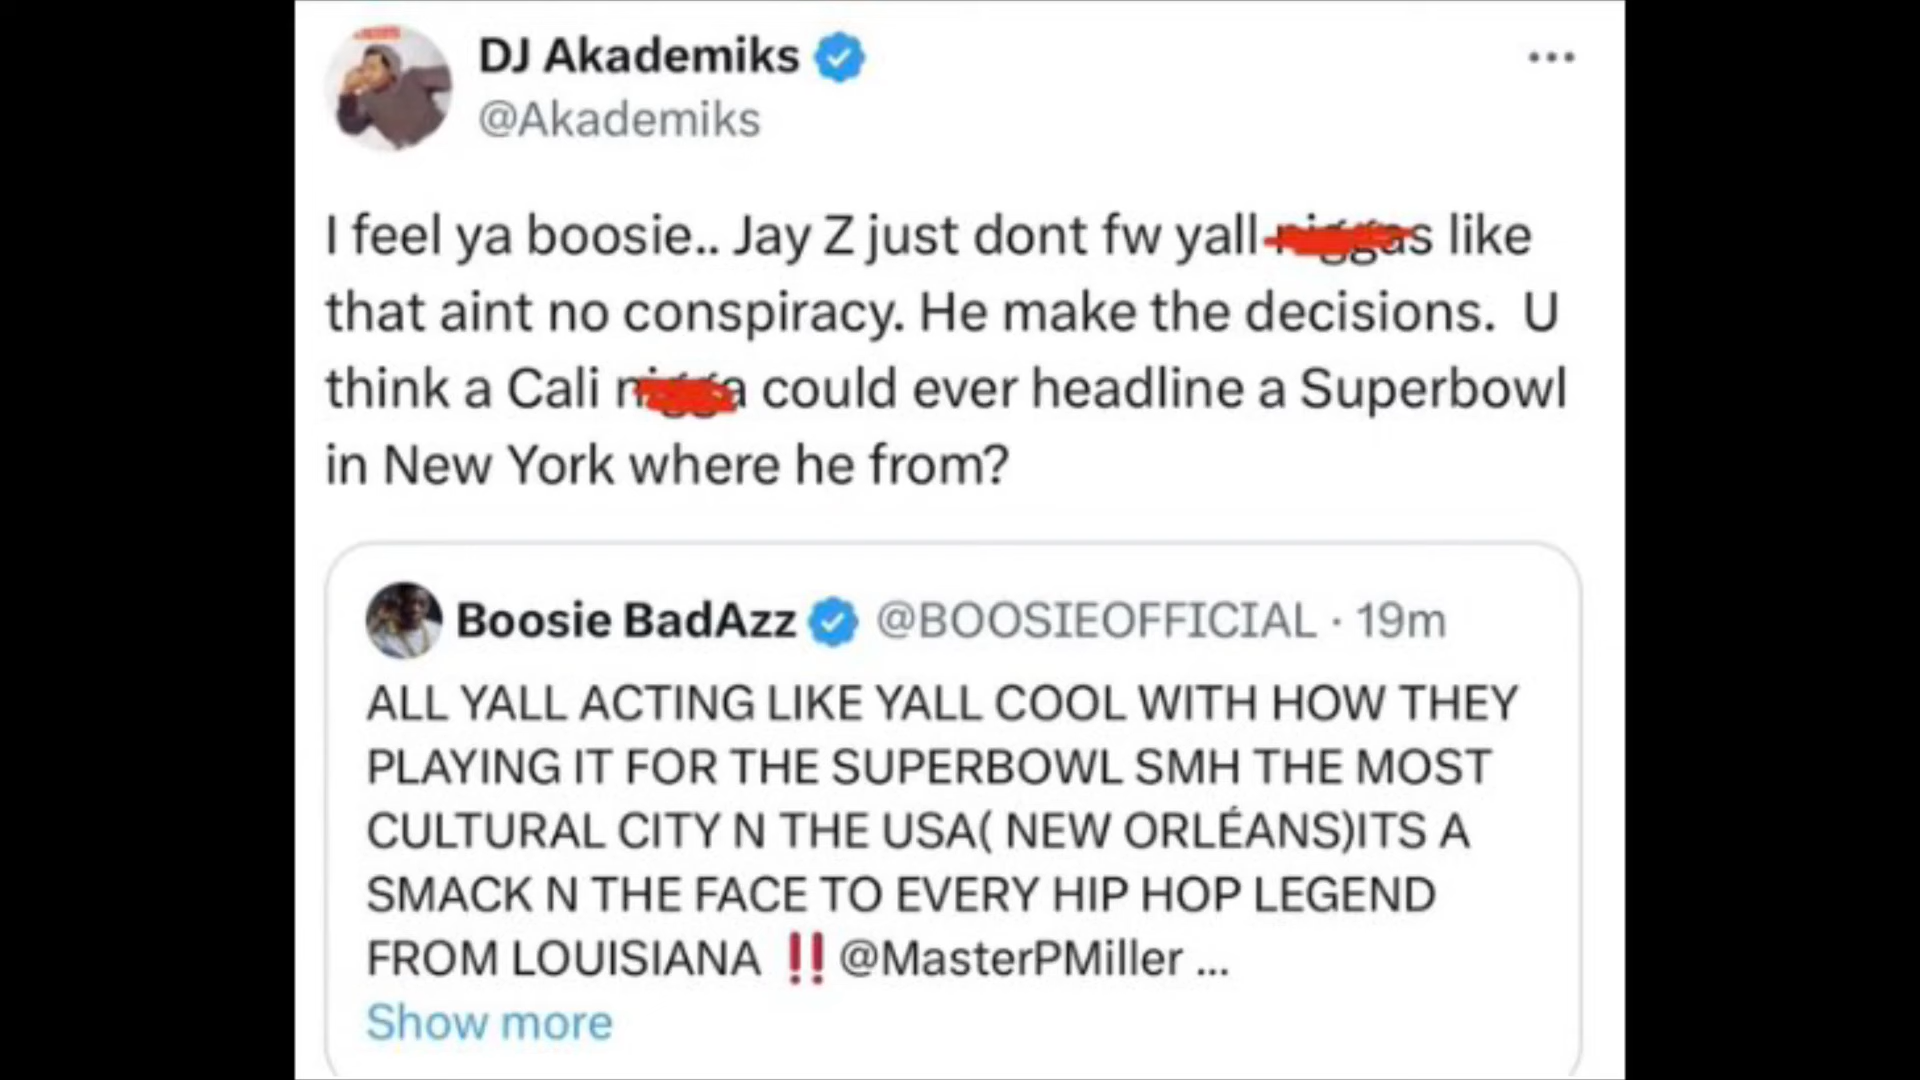 DJ Akademiks
@Akademiks
I feel ya boosie.. Jay Z just dont fw yall niggas like
that aint no conspiracy. He make the decisions. U
think a Cali nigga could ever headline a Superbowl
in New York where he from?
Boosie BadAzz @BOOSIEOFFICIAL · 19m
ALL YALL ACTING LIKE YALL COOL WITH HOW THEY
PLAYING IT FOR THE SUPERBOWL SMH THE MOST
CULTURAL CITY N THE USA( NEW ORLÉANS)ITS A
SMACK N THE FACE TO EVERY HIP HOP LEGEND
FROM LOUISIANA ‼️ @MasterPMiller ...
Show more